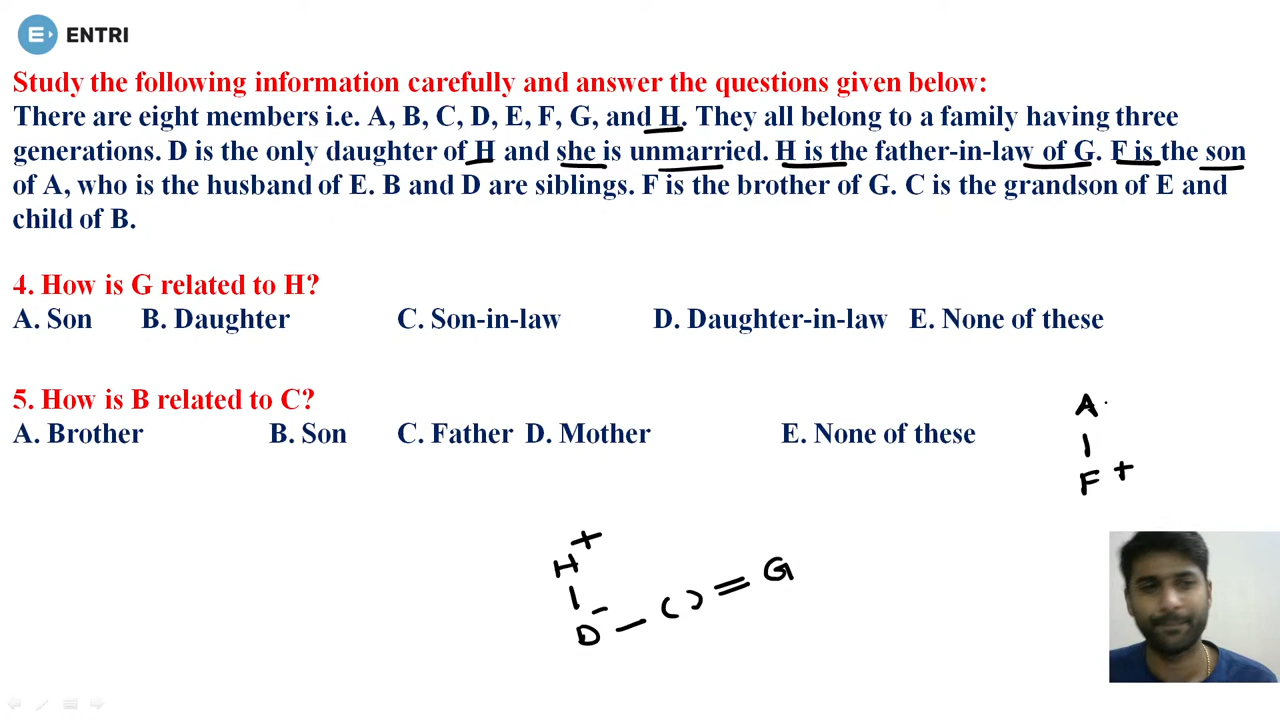 E ENTRI
Study the following information carefully and answer the questions given below:
There are eight members i.e. A, B, C, D, E, F, G, and H. They all belong to a family having three
generations. D is the only daughter of H and she is unmarried. H is the father-in-law of G. F is the son
of A, who is the husband of E. B and D are siblings. F is the brother of G. C is the grandson of E and
child of B.
4. How is G related to H?
A. Son B. Daughter C. Son-in-law D. Daughter-in-law E. None of these
5. How is B related to C?
A. Brother B. Son C. Father D. Mother E. None of these
A
F +
H +
D - — ( ) = G